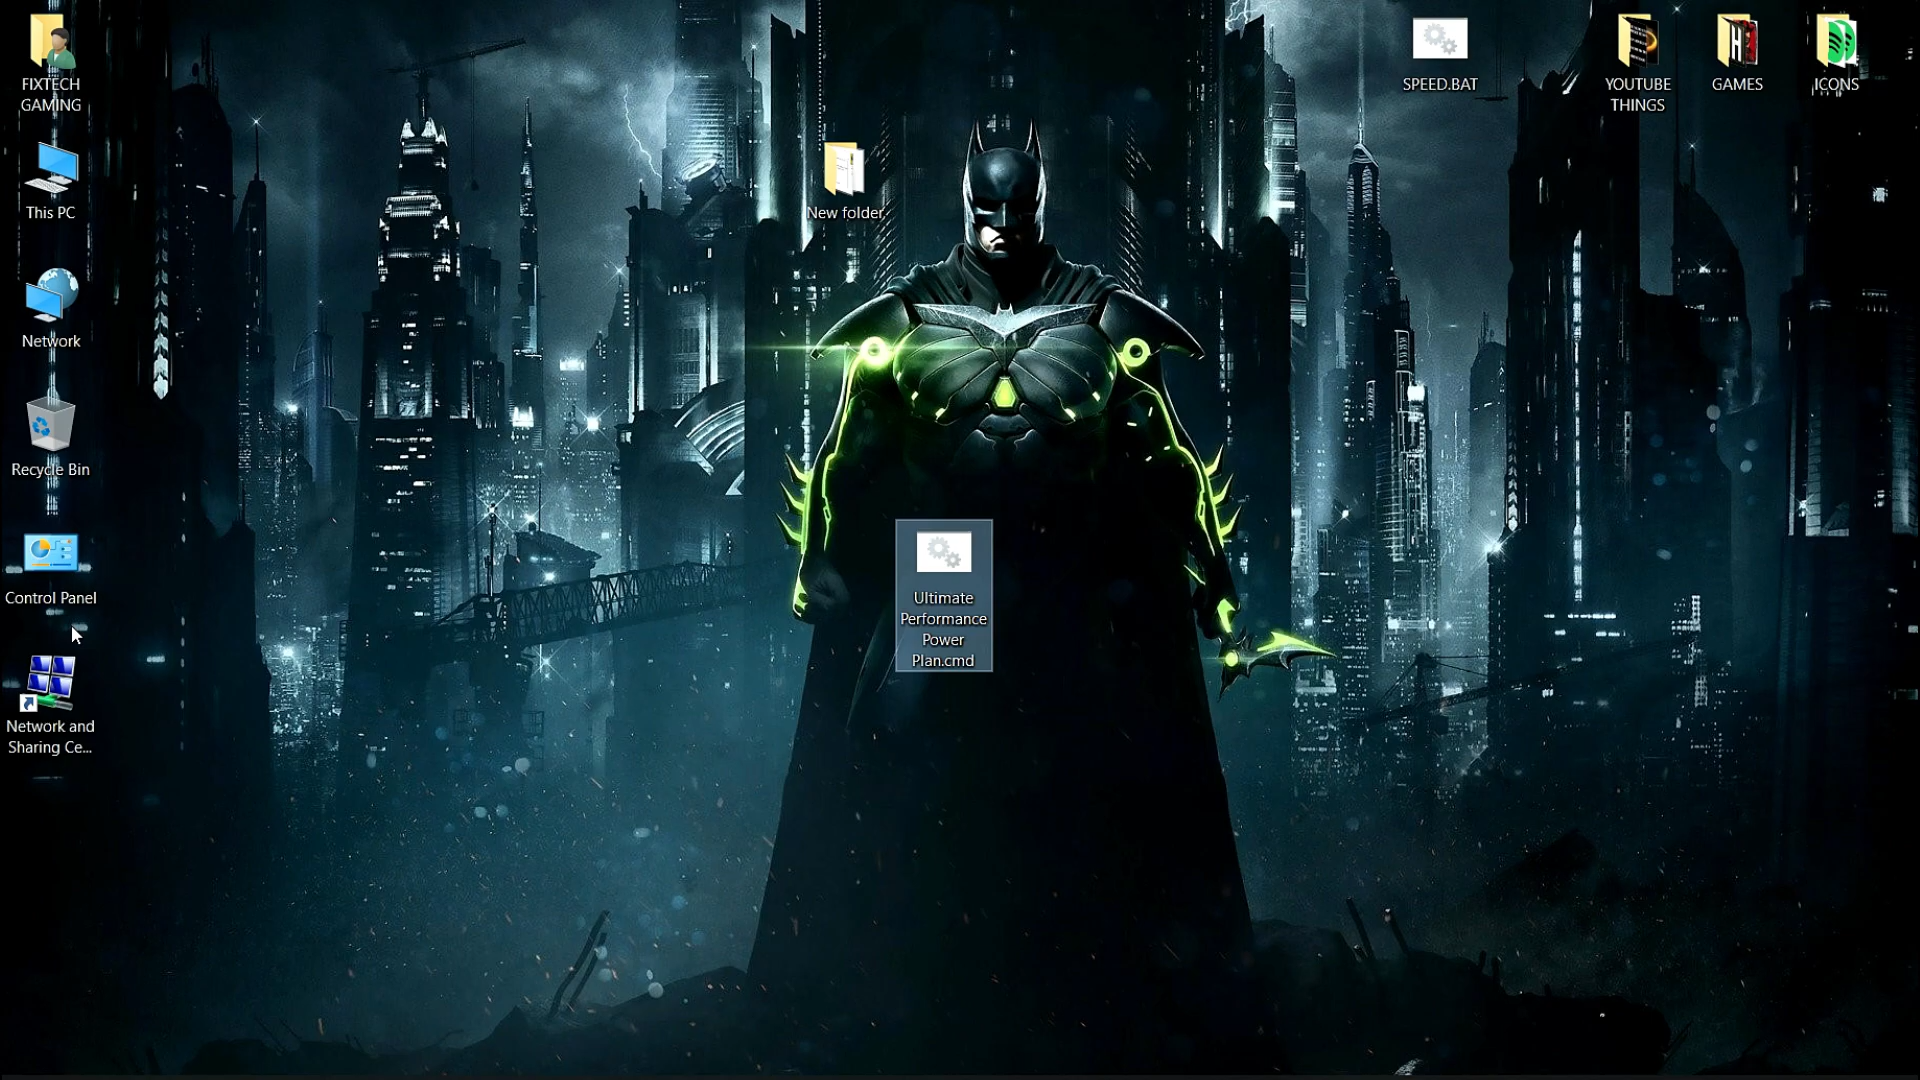 FIXTECH
GAMING
This PC
Network
Recycle Bin
Control Panel
Network and
Sharing Ce...
New folder
Ultimate
Performance
Power
Plan.cmd
SPEED.BAT
YOUTUBE
THINGS
GAMES
ICONS